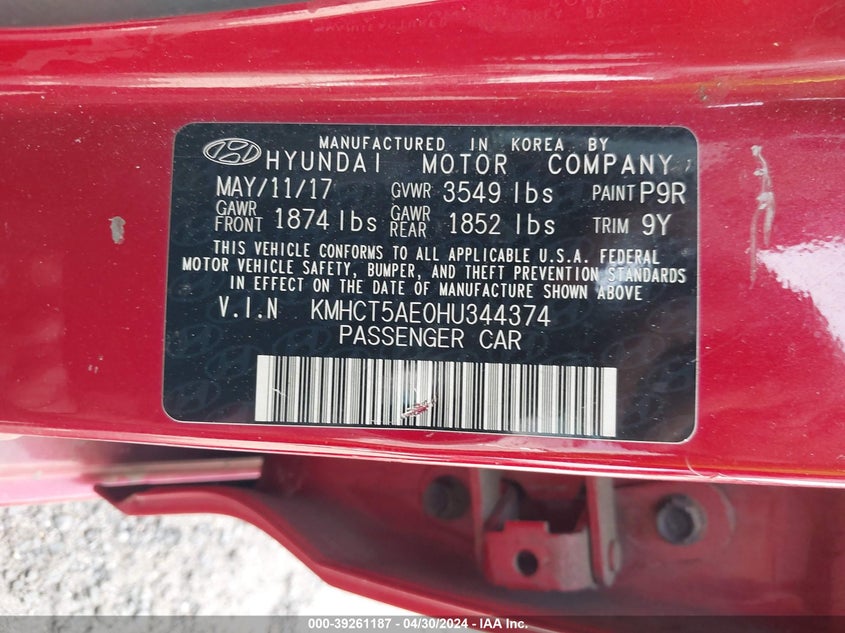 MANUFACTURED IN KOREA BY
HYUNDAI MOTOR COMPANY
MAY/11/17 GVWR 3549 lbs PAINT P9R
GAWR FRONT 1874 lbs GAWR REAR 1852 lbs TRIM 9Y
THIS VEHICLE CONFORMS TO ALL APPLICABLE U.S.A. FEDERAL
MOTOR VEHICLE SAFETY, BUMPER, AND THEFT PREVENTION STANDARDS
IN EFFECT ON THE DATE OF MANUFACTURE SHOWN ABOVE
V.I.N KMHCT5AE0HU344374
PASSENGER CAR
000-39261187 - 04/30/2024 - IAA Inc.